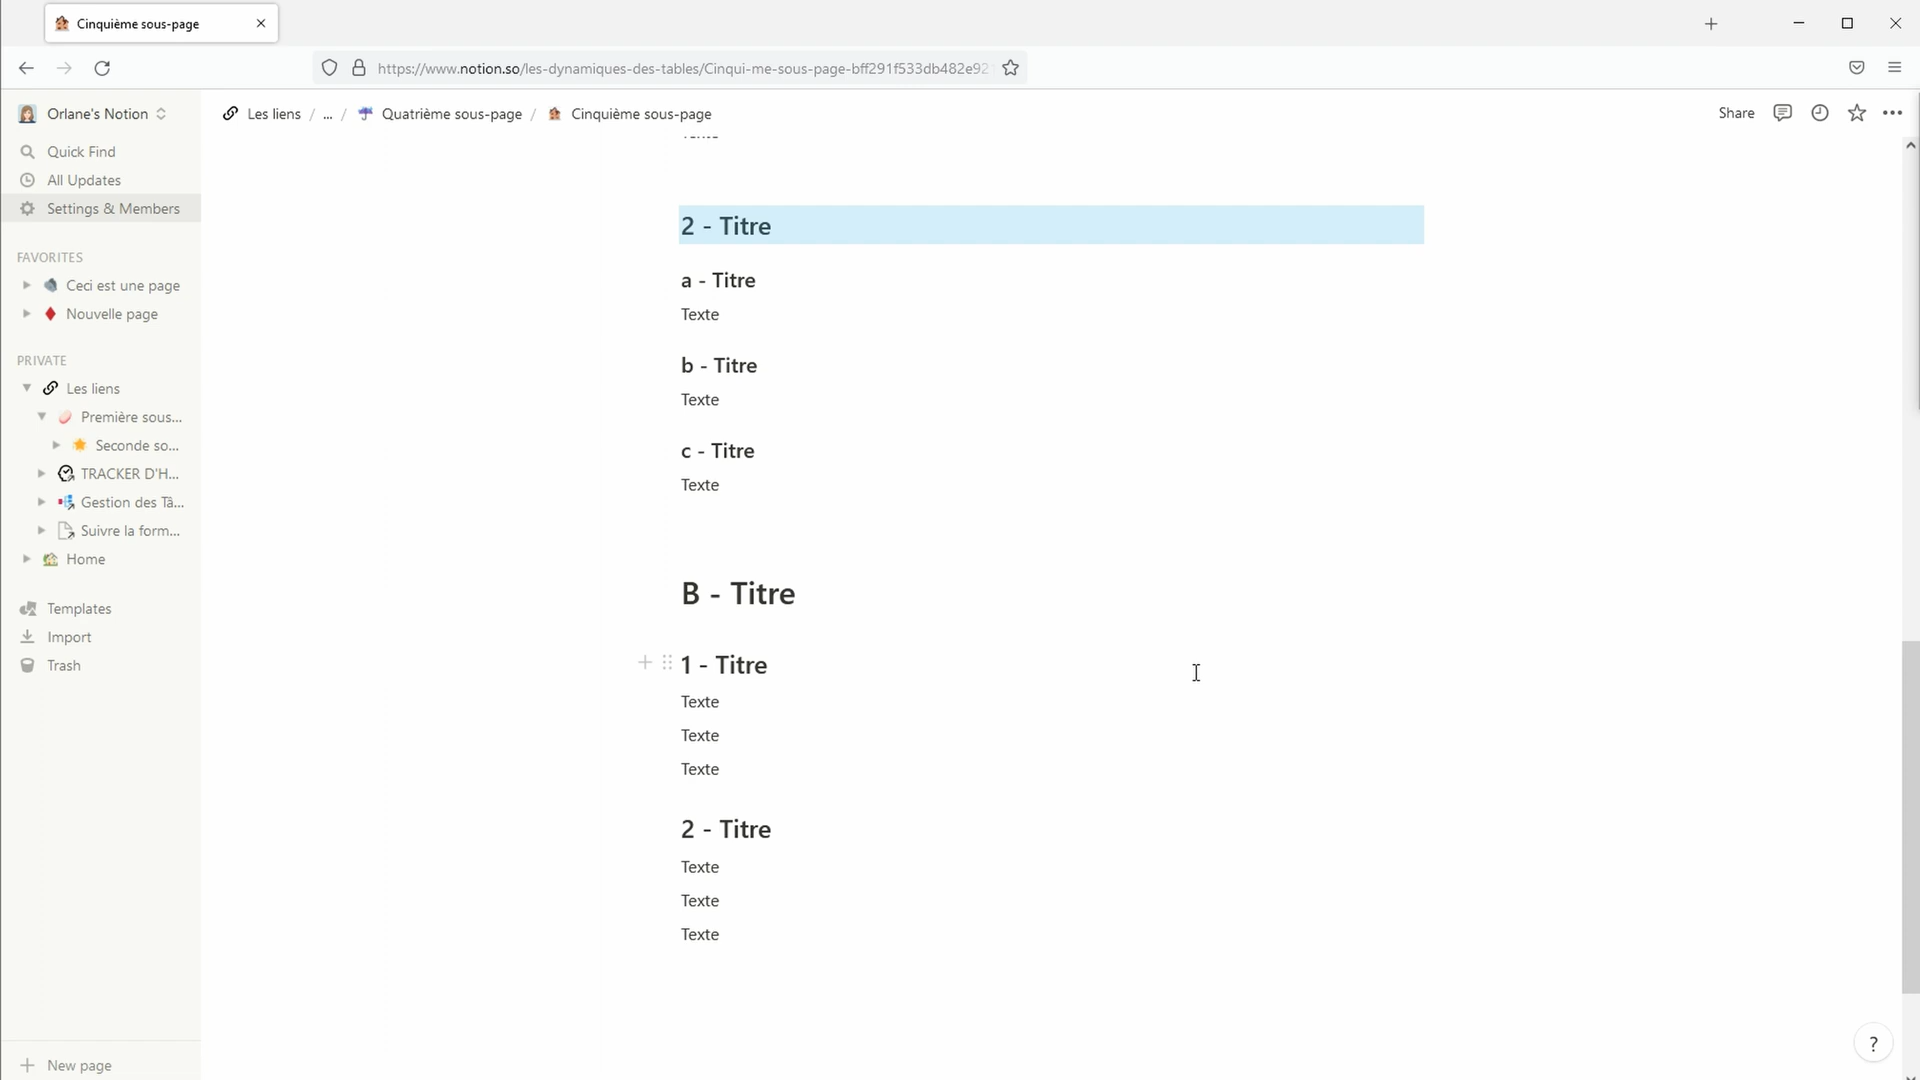 Cinquième sous-page
https://www.notion.so/les-dynamiques-des-tables/Cinqui-me-sous-page-bff291f533db482e92
Orlane's Notion
Les liens / ... / Quatrième sous-page / Cinquième sous-page
Share
Quick Find
All Updates
Settings & Members
FAVORITES
Ceci est une page
Nouvelle page
PRIVATE
Les liens
Première sous...
Seconde so...
TRACKER D'H...
Gestion des Tâ...
Suivre la form...
Home
Templates
Import
Trash
New page
Texte
2 - Titre
a - Titre
Texte
b - Titre
Texte
c - Titre
Texte
B - Titre
1 - Titre
Texte
Texte
Texte
2 - Titre
Texte
Texte
Texte
?